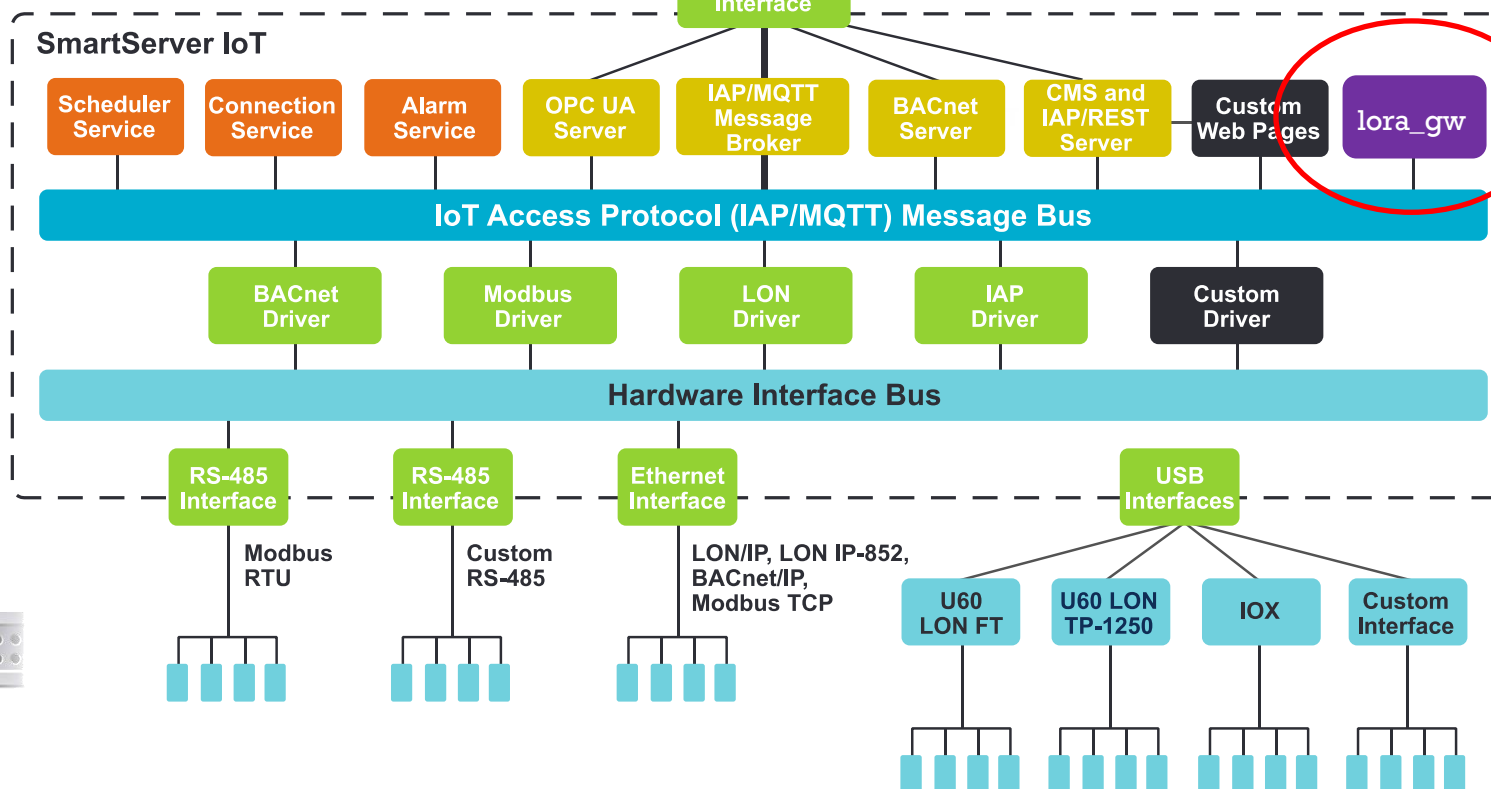 Interface
SmartServer IoT
Scheduler
Service
Connection
Service
Alarm
Service
OPC UA
Server
IAP/MQTT
Message
Broker
BACnet
Server
CMS and
IAP/REST
Server
Custom
Web Pages
lora_gw
IoT Access Protocol (IAP/MQTT) Message Bus
BACnet
Driver
Modbus
Driver
LON
Driver
IAP
Driver
Custom
Driver
Hardware Interface Bus
RS-485
Interface
RS-485
Interface
Ethernet
Interface
USB
Interfaces
Modbus
RTU
Custom
RS-485
LON/IP, LON IP-852,
BACnet/IP,
Modbus TCP
U60
LON FT
U60 LON
TP-1250
IOX
Custom
Interface